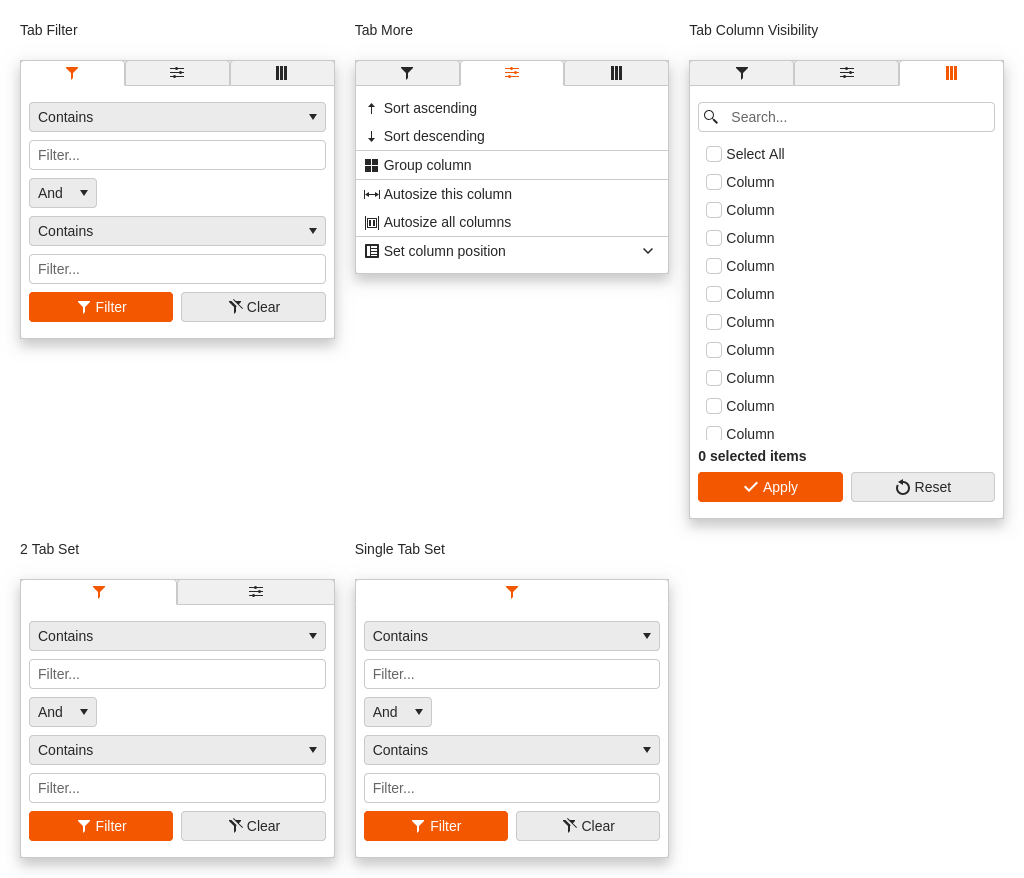 Tab Filter
Contains
Filter...
And
Contains
Filter...
Filter Clear
Tab More
Sort ascending
Sort descending
Group column
Autosize this column
Autosize all columns
Set column position
Tab Column Visibility
Search...
Select All
Column
Column
Column
Column
Column
Column
Column
Column
Column
Column
0 selected items
Apply Reset
2 Tab Set
Contains
Filter...
And
Contains
Filter...
Filter Clear
Single Tab Set
Contains
Filter...
And
Contains
Filter...
Filter Clear